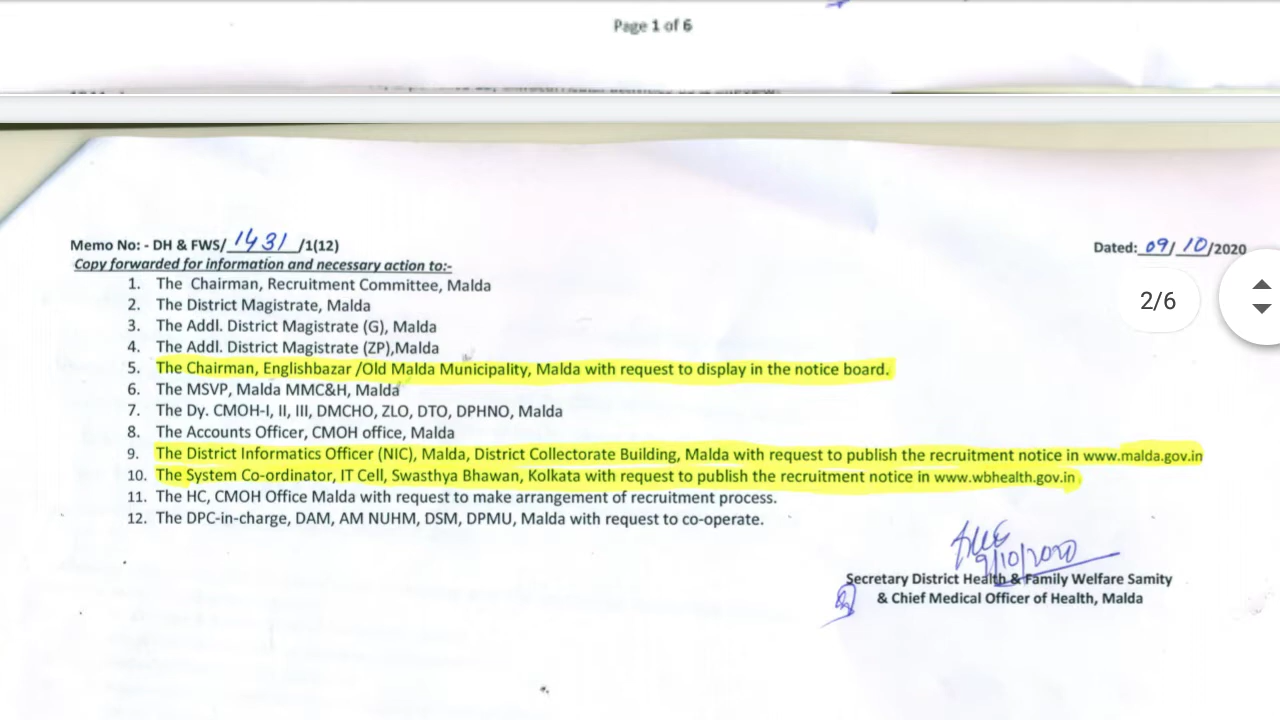 Page 1 of 6
Memo No: - DH & FWS/ 1431 /1(12)
Dated: 09/ 10/2020
Copy forwarded for information and necessary action to:-
1. The Chairman, Recruitment Committee, Malda
2. The District Magistrate, Malda
3. The Addl. District Magistrate (G), Malda
4. The Addl. District Magistrate (ZP),Malda
2/6
5. The Chairman, Englishbazar /Old Malda Municipality, Malda with request to display in the notice board.
6. The MSVP, Malda MMC&H, Malda
7. The Dy. CMOH-I, II, III, DMCHO, ZLO, DTO, DPHNO, Malda
8. The Accounts Officer, CMOH office, Malda
9. The District Informatics Officer (NIC), Malda, District Collectorate Building, Malda with request to publish the recruitment notice in www.malda.gov.in
10. The System Co-ordinator, IT Cell, Swasthya Bhawan, Kolkata with request to publish the recruitment notice in www.wbhealth.gov.in
11. The HC, CMOH Office Malda with request to make arrangement of recruitment process.
12. The DPC-in-charge, DAM, AM NUHM, DSM, DPMU, Malda with request to co-operate.
9/10/2020
Secretary District Health & Family Welfare Samity
& Chief Medical Officer of Health, Malda